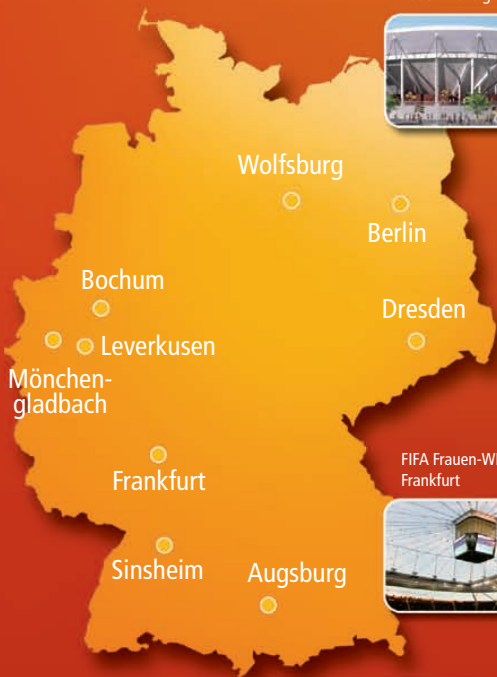 Wolfsburg
Berlin
Bochum
Dresden
Leverkusen
Mönchen-
gladbach
FIFA Frauen-W
Frankfurt
Frankfurt
Sinsheim
Augsburg